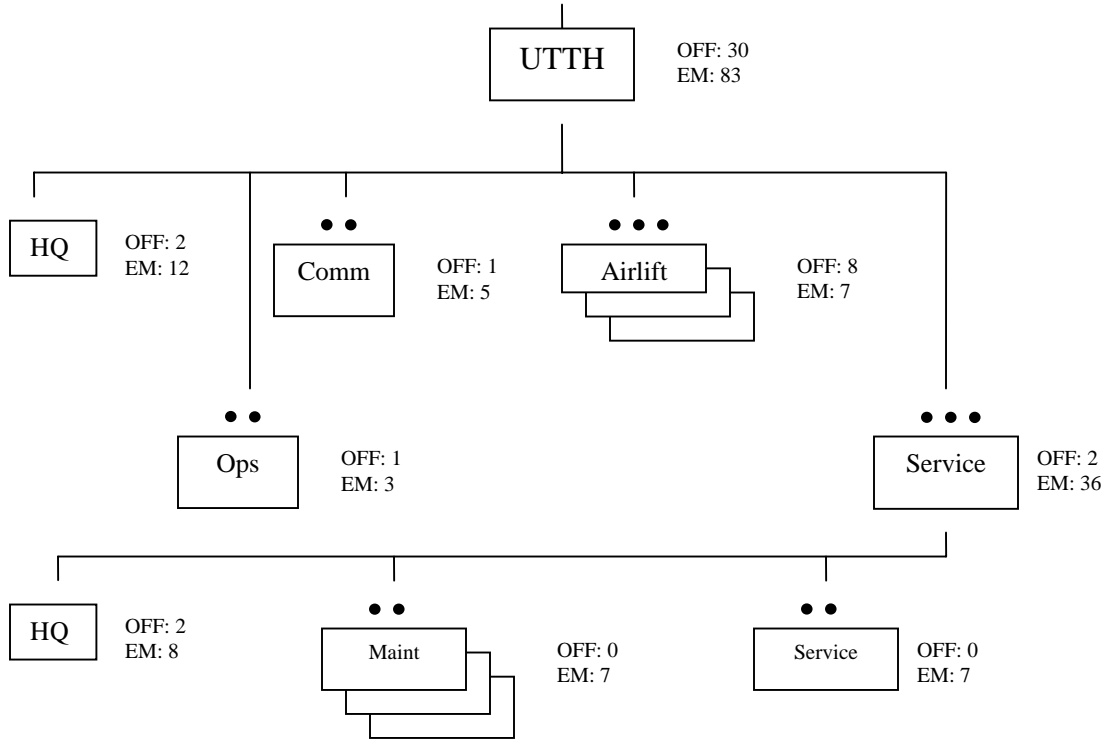 UTTH
OFF: 30
EM: 83
HQ
OFF: 2
EM: 12
Comm
OFF: 1
EM: 5
Airlift
OFF: 8
EM: 7
Ops
OFF: 1
EM: 3
Service
OFF: 2
EM: 36
HQ
OFF: 2
EM: 8
Maint
OFF: 0
EM: 7
Service
OFF: 0
EM: 7